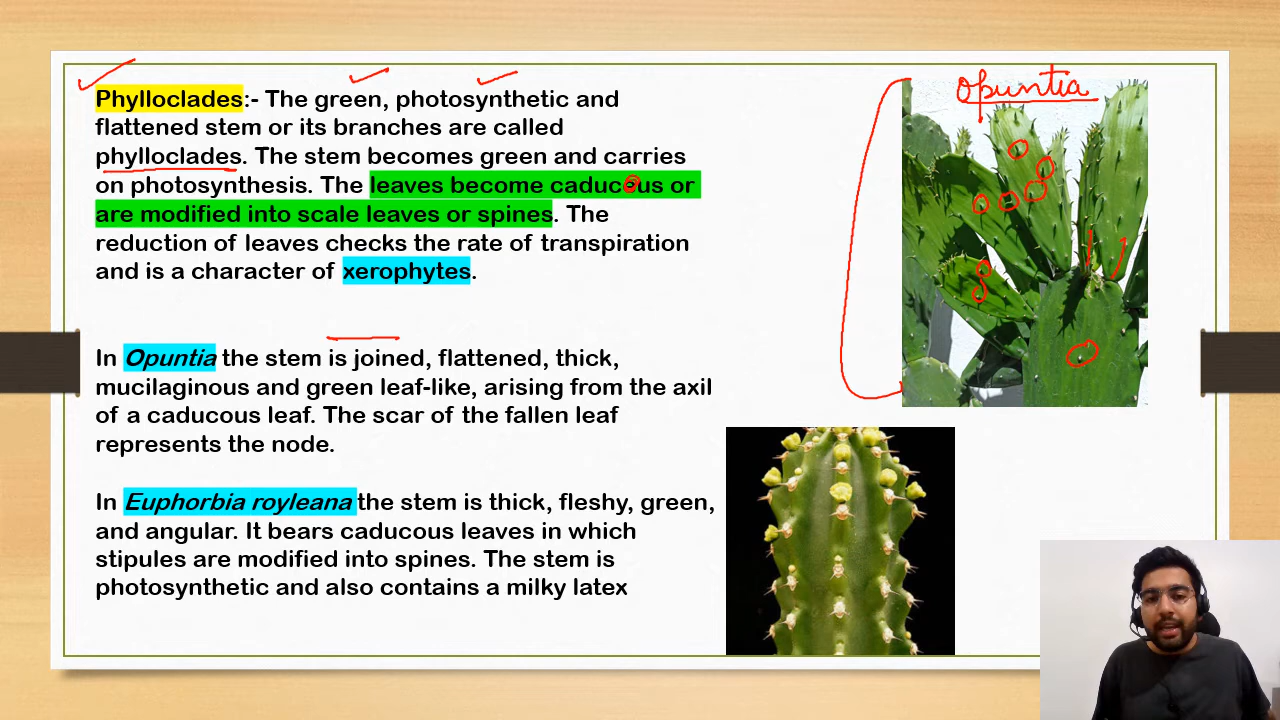 Phylloclades:- The green, photosynthetic and
flattened stem or its branches are called
phylloclades. The stem becomes green and carries
on photosynthesis. The leaves become caducous or
are modified into scale leaves or spines. The
reduction of leaves checks the rate of transpiration
and is a character of xerophytes.
In Opuntia the stem is joined, flattened, thick,
mucilaginous and green leaf-like, arising from the axil
of a caducous leaf. The scar of the fallen leaf
represents the node.
In Euphorbia royleana the stem is thick, fleshy, green,
and angular. It bears caducous leaves in which
stipules are modified into spines. The stem is
photosynthetic and also contains a milky latex
Opuntia